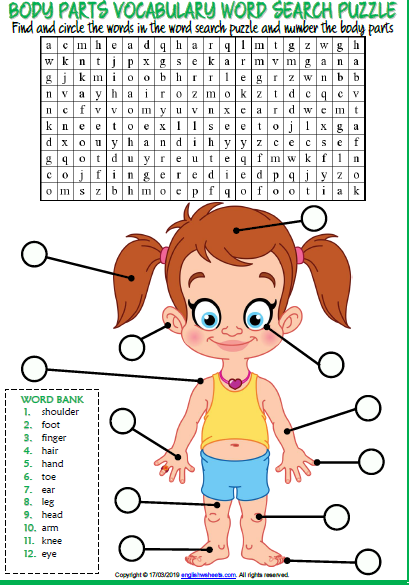 BODY PARTS VOCABULARY WORD SEARCH PUZZLE
Find and circle the words in the word search puzzle and number the body parts
a c m h e a d q h a r q l m t g z w g h
w k n t j p x g s e k a r m v m g a n a
g j k m i o o b h r r l e g r z w n b b
n v a y h a i r o z m o k z t d c q c v
n c f v v o m y u v n x e a r d w e m t
k n e e t o e x l l s e e t o j l x g a
d x o u y h a n d i h y y z c e c s e f
g q o t d u y r e u t e q f m w k f l n
c o j f i n g e r e d i e d p q j y z o
o m s z b h m o e p f q o f o o t i a k
WORD BANK
1. shoulder
2. foot
3. finger
4. hair
5. hand
6. toe
7. ear
8. leg
9. head
10. arm
11. knee
12. eye
Copyright © 17/03/2019 englishwsheets.com. All rights reserved.